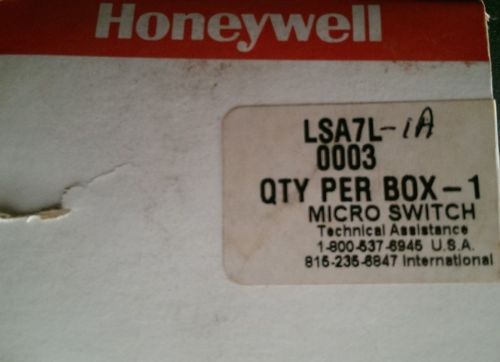 Honeywell
LSA7L-1A
0003
QTY PER BOX-1
MICRO SWITCH
Technical Assistance
1-800-537-6945 U.S.A.
815-235-6847 International